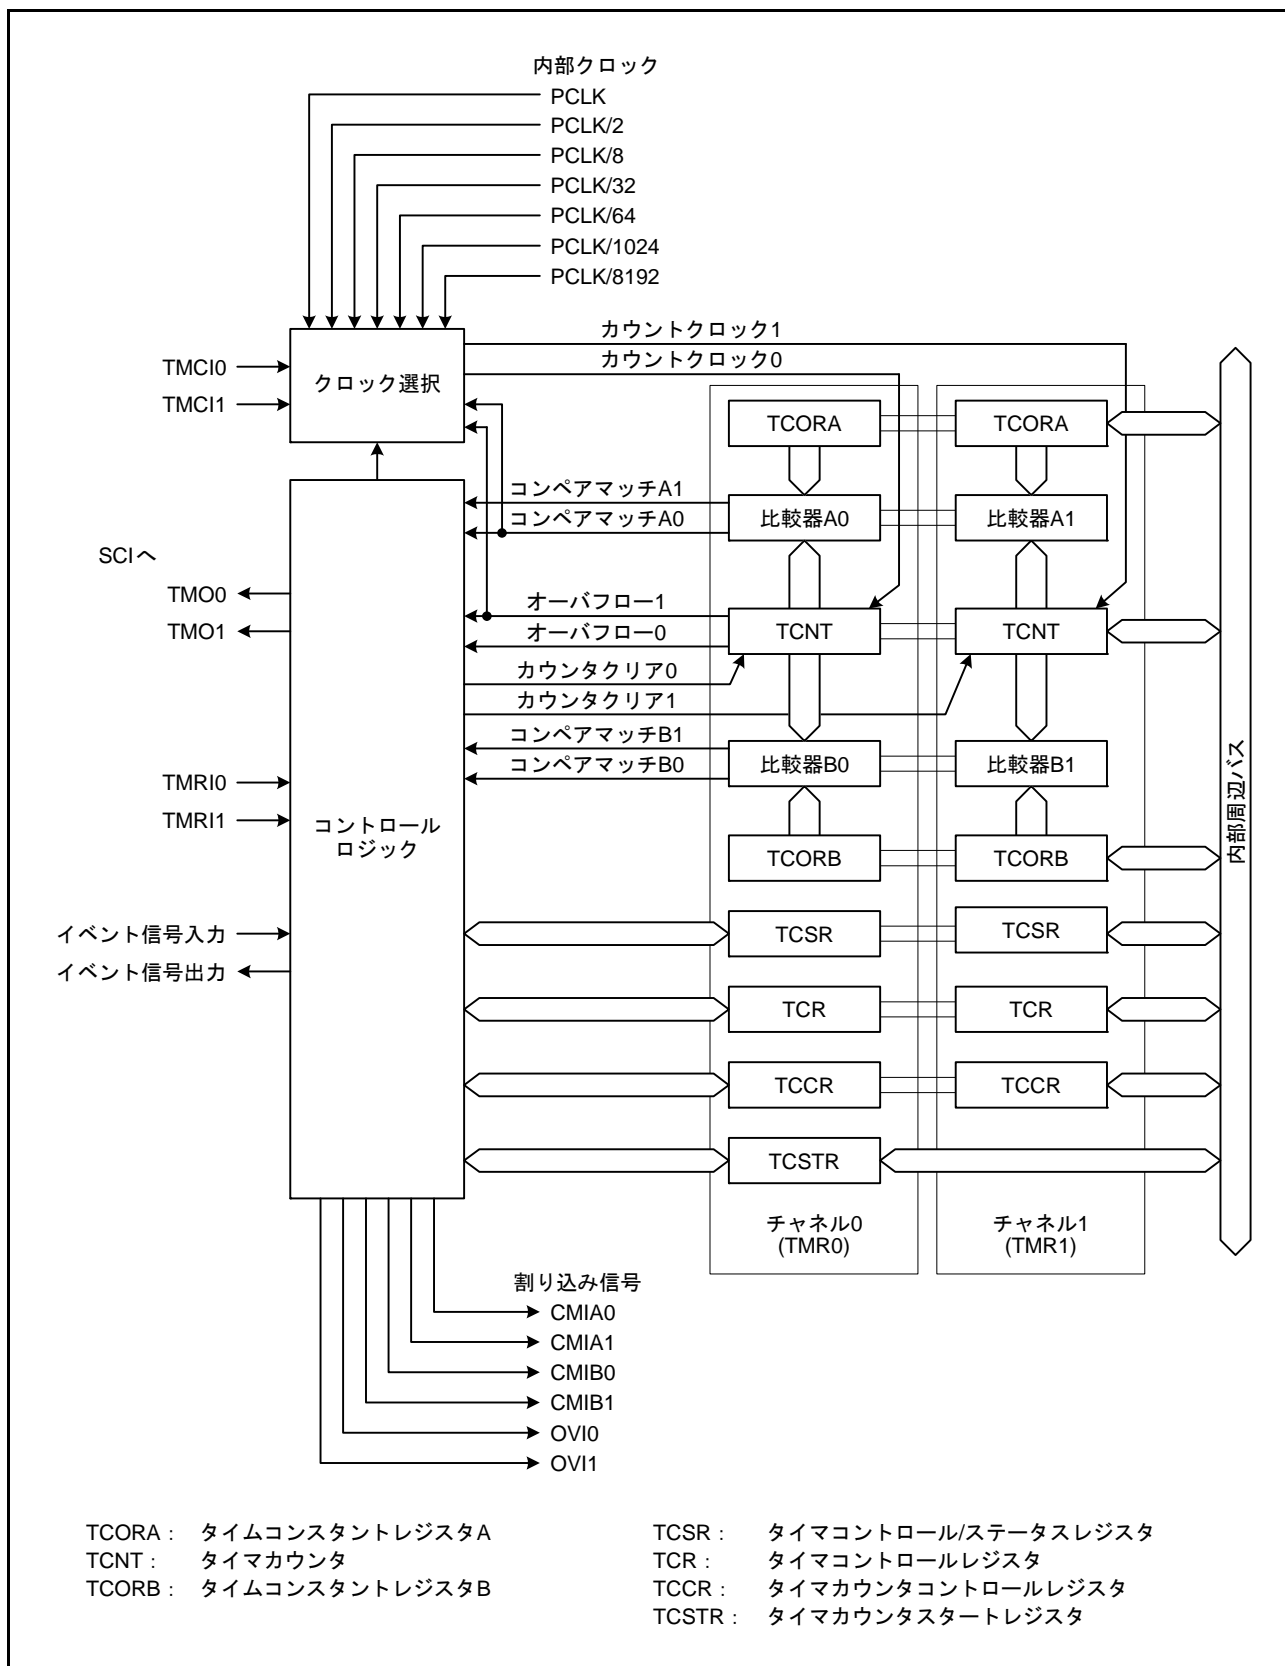 内部クロック
PCLK
PCLK/2
PCLK/8
PCLK/32
PCLK/64
PCLK/1024
PCLK/8192
カウントクロック1
カウントクロック0
TMCI0
TMCI1
クロック選択
TCORA
TCORA
コンペアマッチA1
コンペアマッチA0
比較器A0
比較器A1
SCIへ
TMO0
TMO1
オーバフロー1
オーバフロー0
TCNT
TCNT
カウンタクリア0
カウンタクリア1
コンペアマッチB1
コンペアマッチB0
比較器B0
比較器B1
TMRI0
TMRI1
コントロール
ロジック
TCORB
TCORB
内部周辺バス
イベント信号入力
イベント信号出力
TCSR
TCSR
TCR
TCR
TCCR
TCCR
TCSTR
チャネル0
(TMR0)
チャネル1
(TMR1)
割り込み信号
CMIA0
CMIA1
CMIB0
CMIB1
OVI0
OVI1
TCORA： タイムコンスタントレジスタA
TCNT： タイマカウンタ
TCORB： タイムコンスタントレジスタB
TCSR： タイマコントロール/ステータスレジスタ
TCR： タイマコントロールレジスタ
TCCR： タイマカウンタコントロールレジスタ
TCSTR： タイマカウンタスタートレジスタ